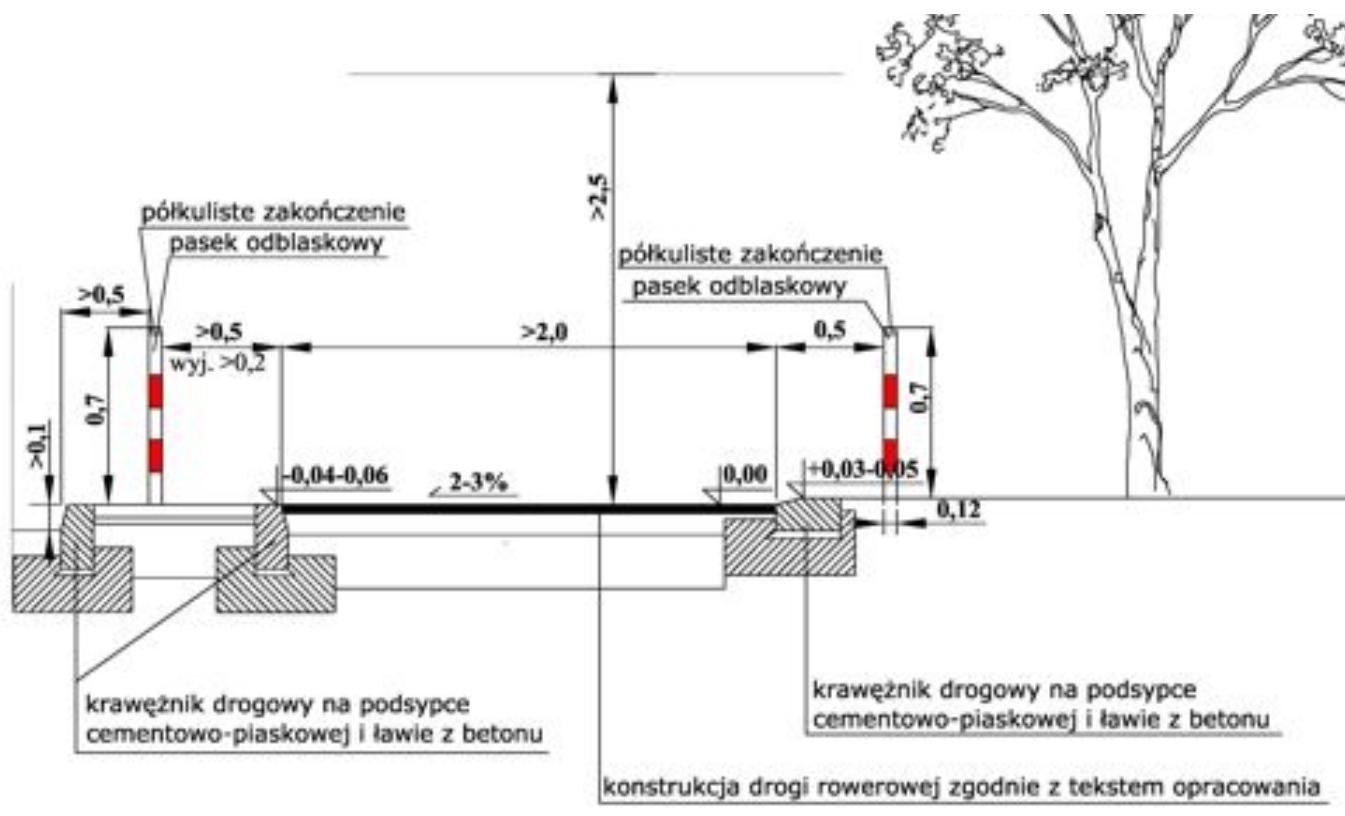 >2,5
półkuliste zakończenie
pasek odblaskowy
półkuliste zakończenie
pasek odblaskowy
>0,5
>0,5
wyj. >0,2
>2,0
0,5
0,7
0,7
>0,1
-0,04-0,06
2-3%
0,00
+0,03-0,05
0,12
krawężnik drogowy na podsypce
cementowo-piaskowej i ławie z betonu
krawężnik drogowy na podsypce
cementowo-piaskowej i ławie z betonu
konstrukcja drogi rowerowej zgodnie z tekstem opracowania